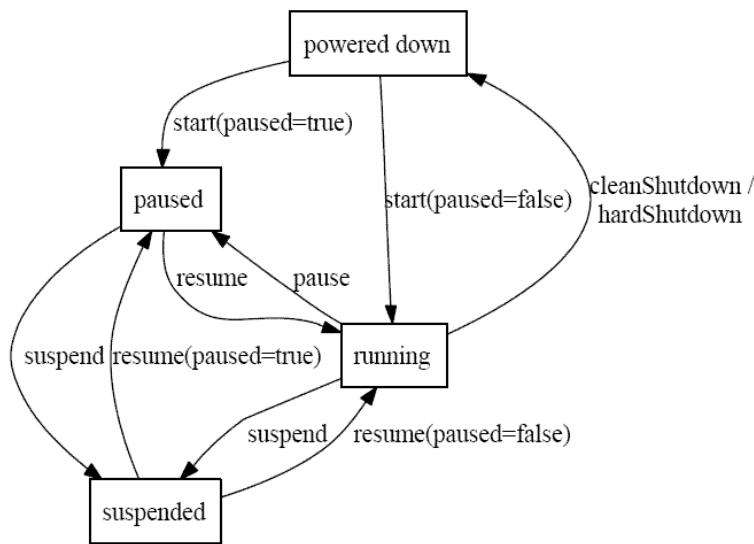 powered down
start(paused=true)
paused
start(paused=false)
cleanShutdown /
hardShutdown
resume
pause
suspend
resume(paused=true)
running
suspend
resume(paused=false)
suspended